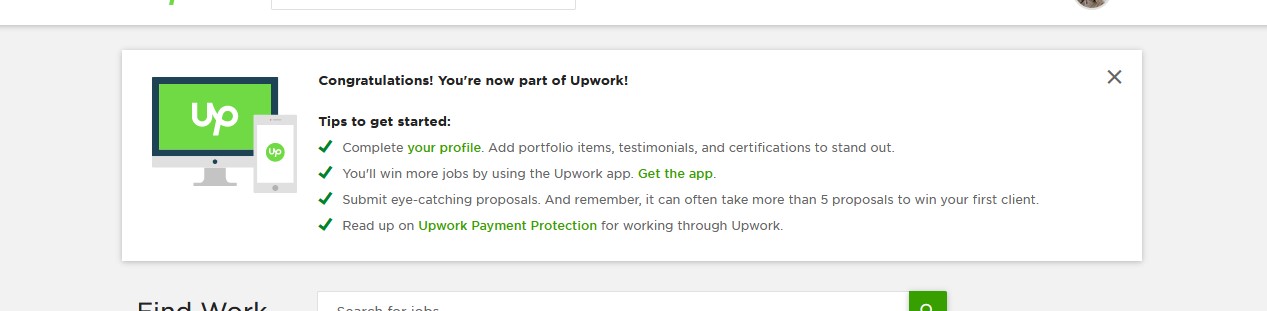 Congratulations! You're now part of Upwork!
Tips to get started:
Complete your profile. Add portfolio items, testimonials, and certifications to stand out.
You'll win more jobs by using the Upwork app. Get the app.
Submit eye-catching proposals. And remember, it can often take more than 5 proposals to win your first client.
Read up on Upwork Payment Protection for working through Upwork.
up
up
Find Work
Search for jobs